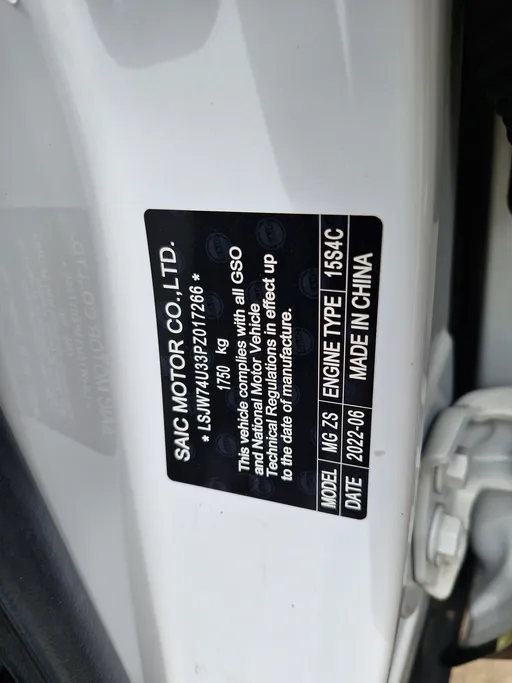 SAIC MOTOR CO.,LTD.
* LSJW74U33PZ017266 *
1750 kg
This vehicle complies with all GSO
and National Motor Vehicle
Technical Regulations in effect up
to the date of manufacture.
MODEL MG ZS ENGINE TYPE 15S4C
DATE 2022-06 MADE IN CHINA